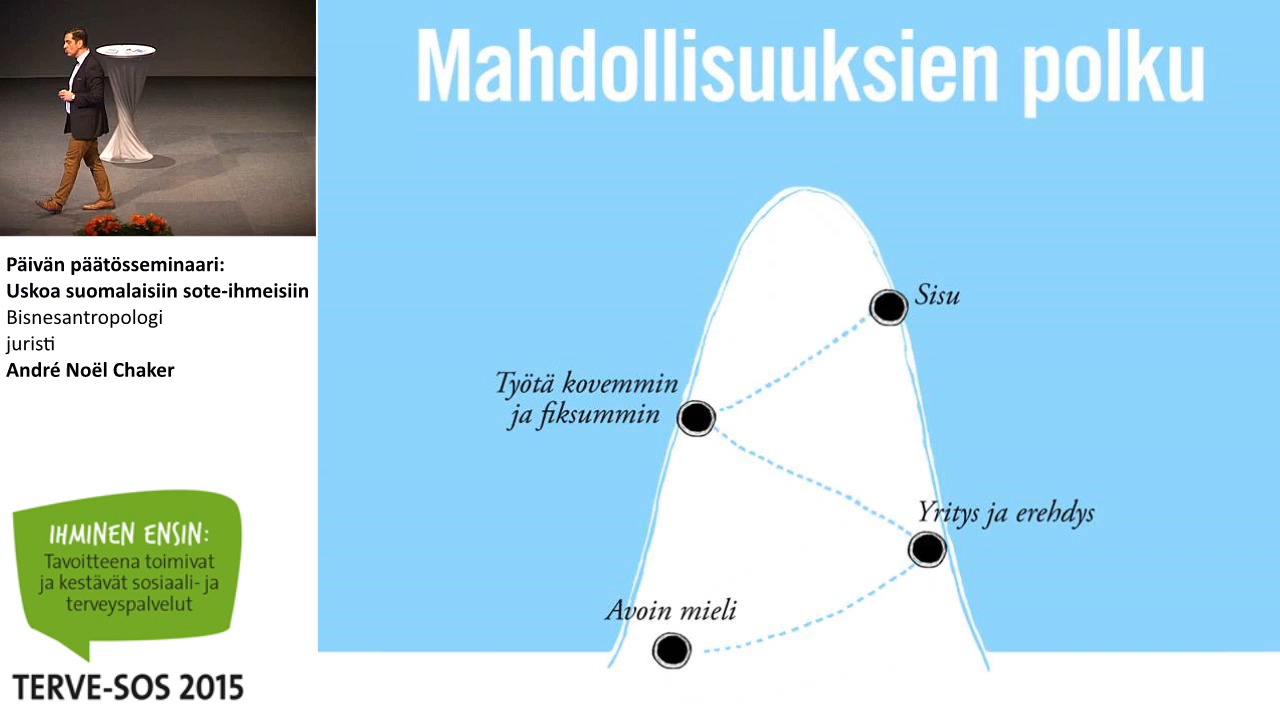 Mahdollisuuksien polku
Sisu
Työtä kovemmin
ja fiksummin
Yritys ja erehdys
Avoin mieli
Päivän päätösseminaari:
Uskoa suomalaisiin sote-ihmeisiin
Bisnesantropologi
juristi
André Noël Chaker
IHMINEN ENSIN:
Tavoitteena toimivat
ja kestävät sosiaali- ja
terveyspalvelut
TERVE-SOS 2015